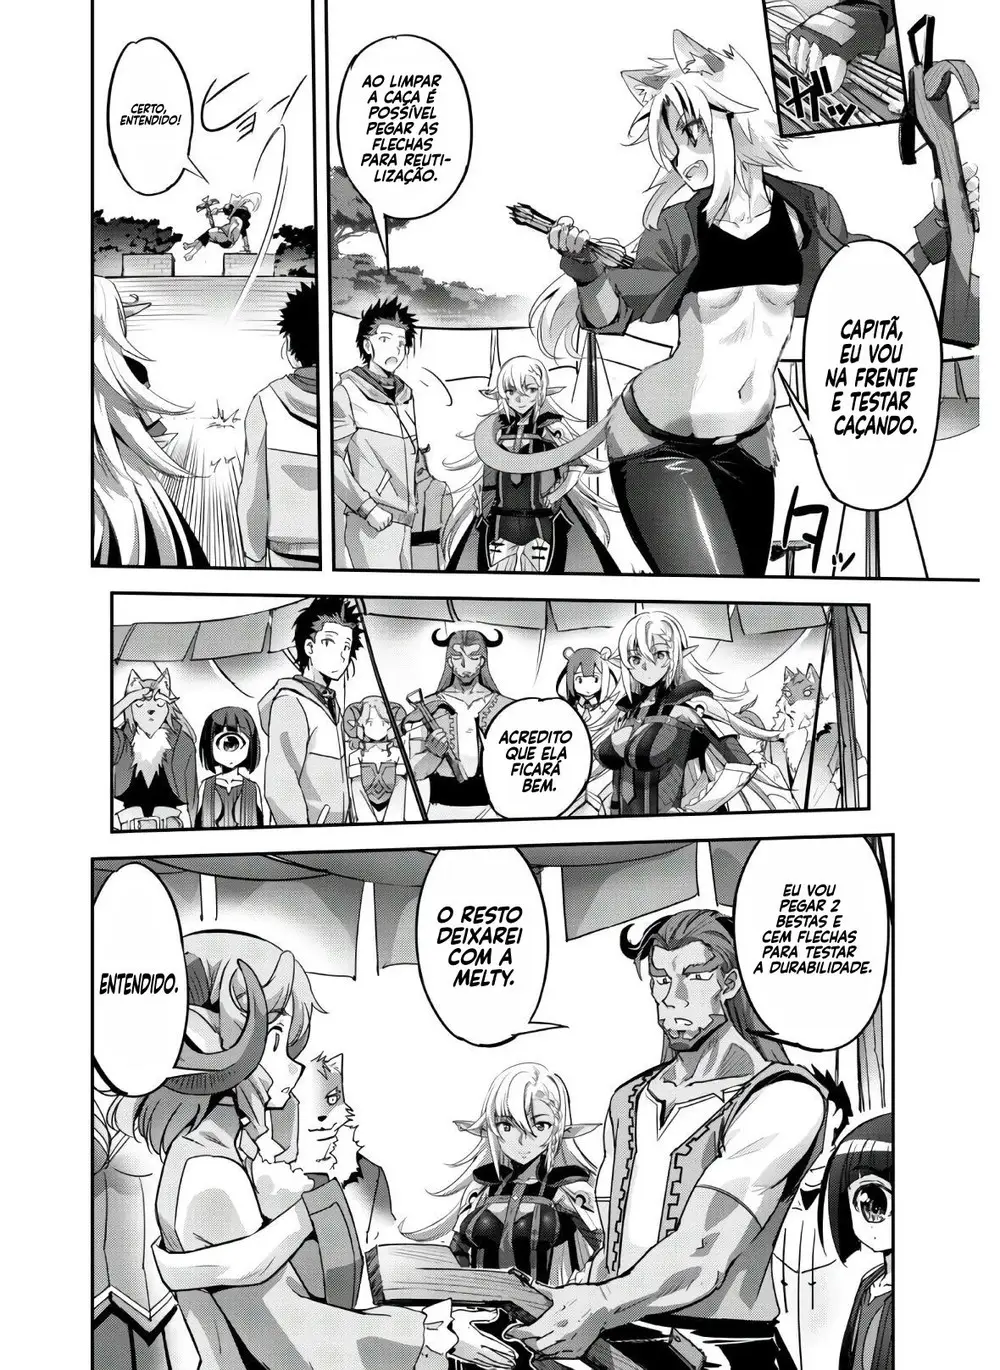 ガッ
CAPITÃ,
EU VOU
NA FRENTE
E TESTAR
CAÇANDO.
AO LIMPAR
A CAÇA É
POSSÍVEL
PEGAR AS
FLECHAS
PARA REUTI-
LIZAÇÃO.
CERTO,
ENTENDIDO!
ACREDITO
QUE ELA
FICARÁ
BEM.
EU VOU
PEGAR 2
BESTAS E
CEM FLECHAS
PARA TESTAR
A DURABILIDADE.
O RESTO
DEIXAREI
COM A
MELTY.
ENTENDIDO.